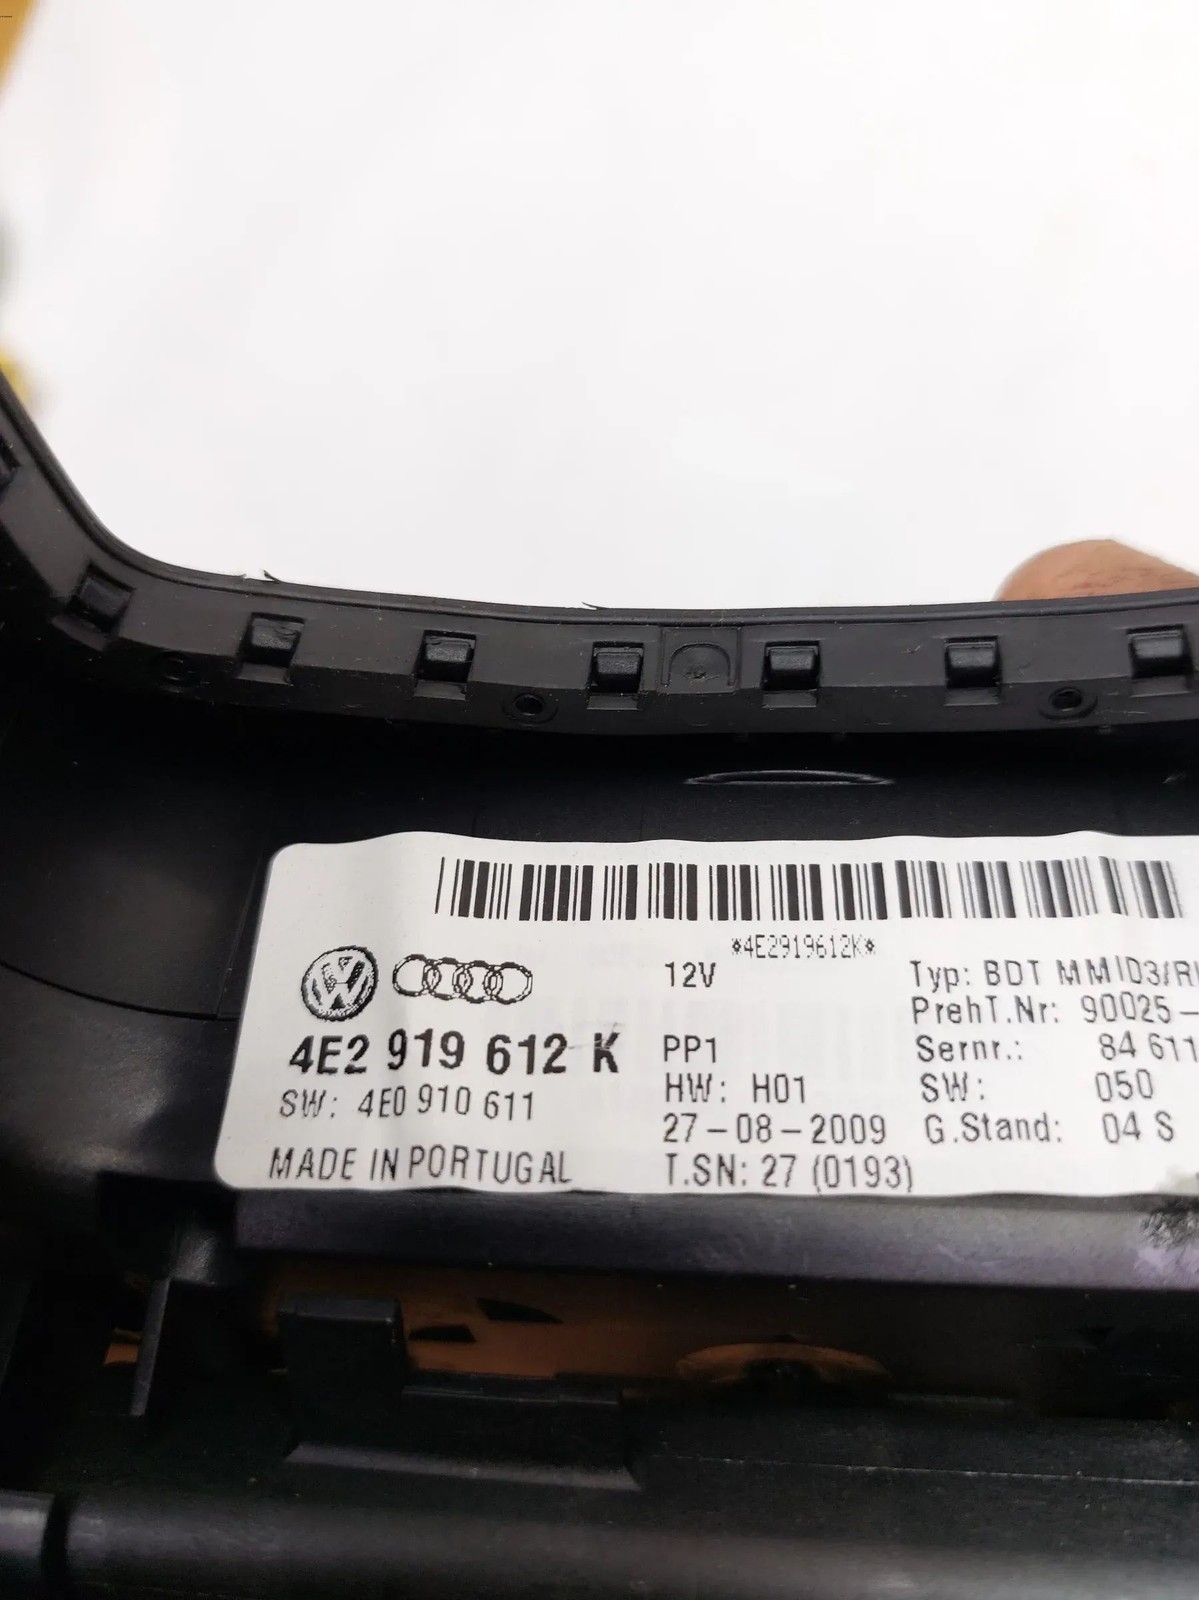 *4E2919612K*
12V
Typ: BDT MMI D3/R
PrehT.Nr: 90025-
4E2 919 612 K
PP1
Sernr.: 84 611
SW: 4E0 910 611
HW: H01
SW: 050
27-08-2009
G.Stand: 04 S
MADE IN PORTUGAL
T.SN: 27 (0193)